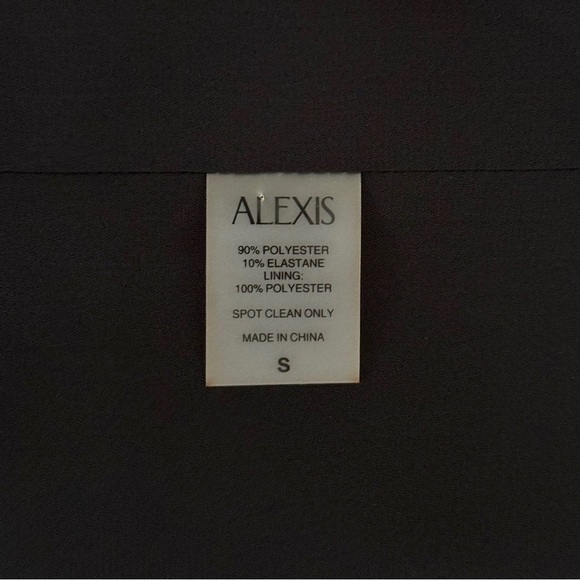 ALEXIS
90% POLYESTER
10% ELASTANE
LINING:
100% POLYESTER
SPOT CLEAN ONLY
MADE IN CHINA
S